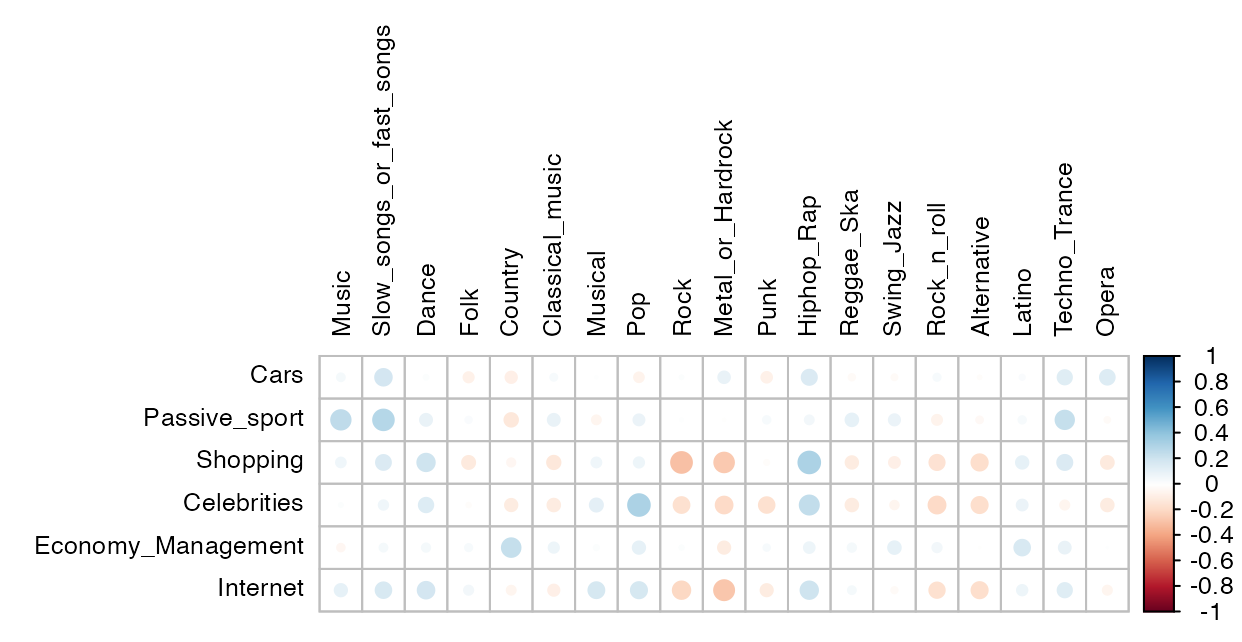 Music
Slow_songs_or_fast_songs
Dance
Folk
Country
Classical_music
Musical
Pop
Rock
Metal_or_Hardrock
Punk
Hiphop_Rap
Reggae_Ska
Swing_Jazz
Rock_n_roll
Alternative
Latino
Techno_Trance
Opera
Cars
Passive_sport
Shopping
Celebrities
Economy_Management
Internet
1
0.8
0.6
0.4
0.2
0
-0.2
-0.4
-0.6
-0.8
-1